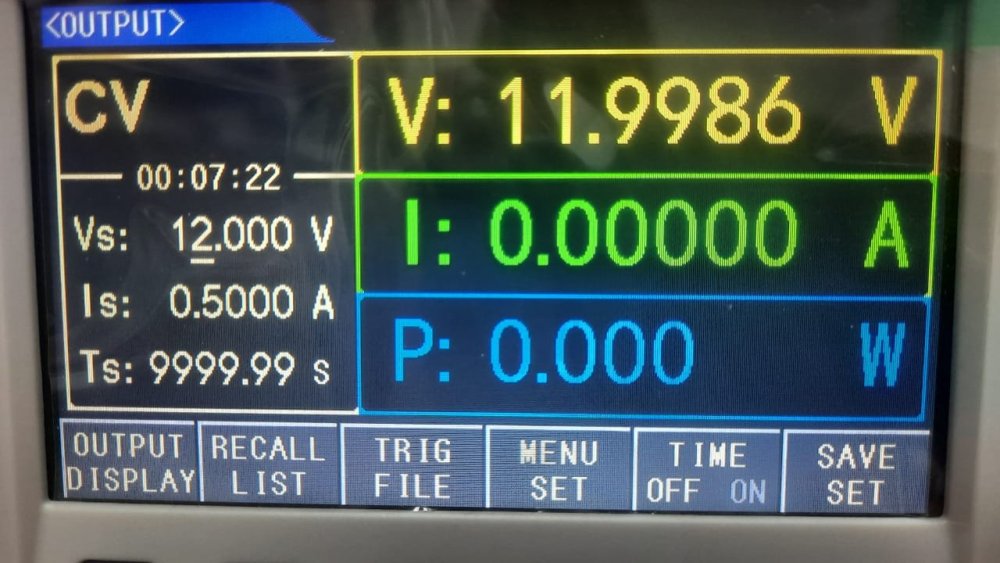 <OUTPUT>
CV
00:07:22
Vs: 12.000 V
Is: 0.5000 A
Ts: 9999.99 s
V: 11.9986 V
I: 0.00000 A
P: 0.000 W
OUTPUT DISPLAY
RECALL LIST
TRIG FILE
MENU SET
TIME OFF ON
SAVE SET